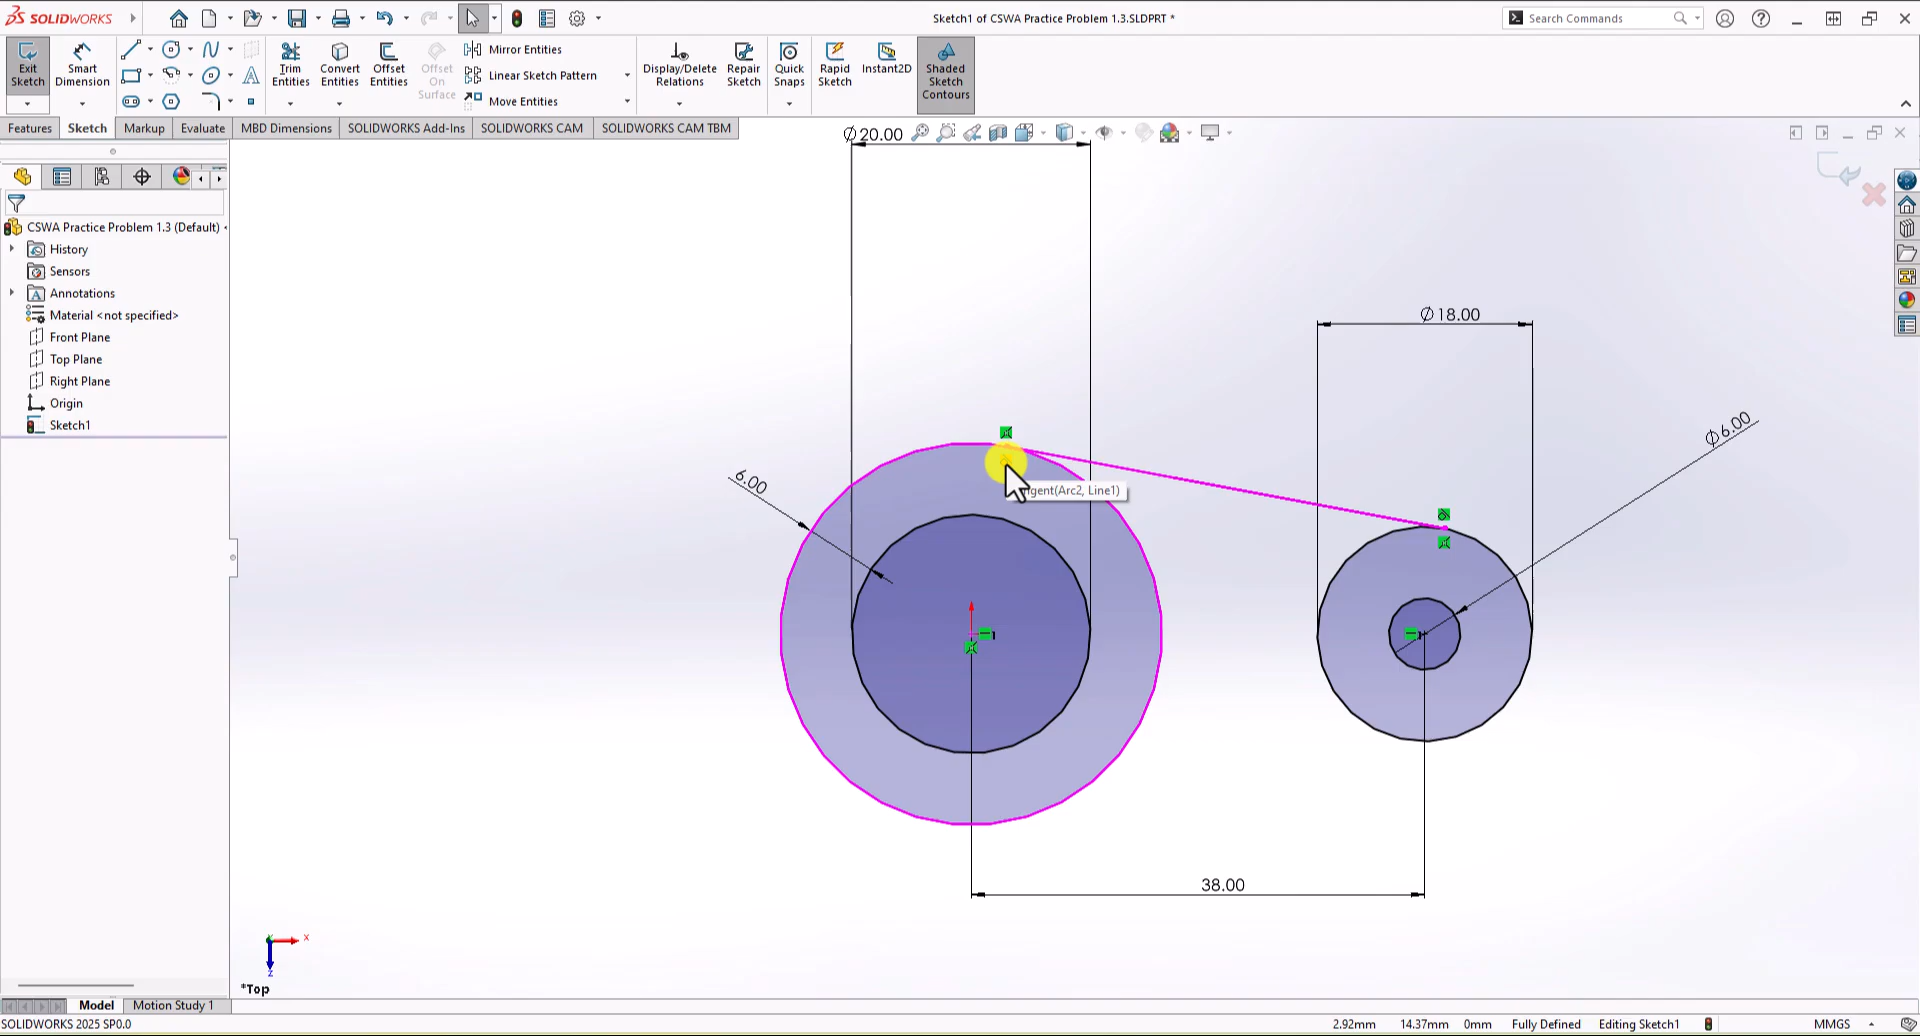 SOLIDWORKS
Sketch1 of CSWA Practice Problem 1.3.SLDPRT *
Search Commands
Exit Sketch
Smart Dimension
Trim Entities
Convert Entities
Offset Entities
Offset On Surface
Mirror Entities
Linear Sketch Pattern
Move Entities
Display/Delete Relations
Repair Sketch
Quick Snaps
Rapid Sketch
Instant2D
Shaded Sketch Contours
Features
Sketch
Markup
Evaluate
MBD Dimensions
SOLIDWORKS Add-Ins
SOLIDWORKS CAM
SOLIDWORKS CAM TBM
CSWA Practice Problem 1.3 (Default)
History
Sensors
Annotations
Material <not specified>
Front Plane
Top Plane
Right Plane
Origin
Sketch1
∅20.00
∅18.00
∅6.00
6.00
gent(Arc2, Line1)
38.00
x
z
*Top
Model
Motion Study 1
SOLIDWORKS 2025 SP0.0
2.92mm
14.37mm
0mm
Fully Defined
Editing Sketch1
MMGS